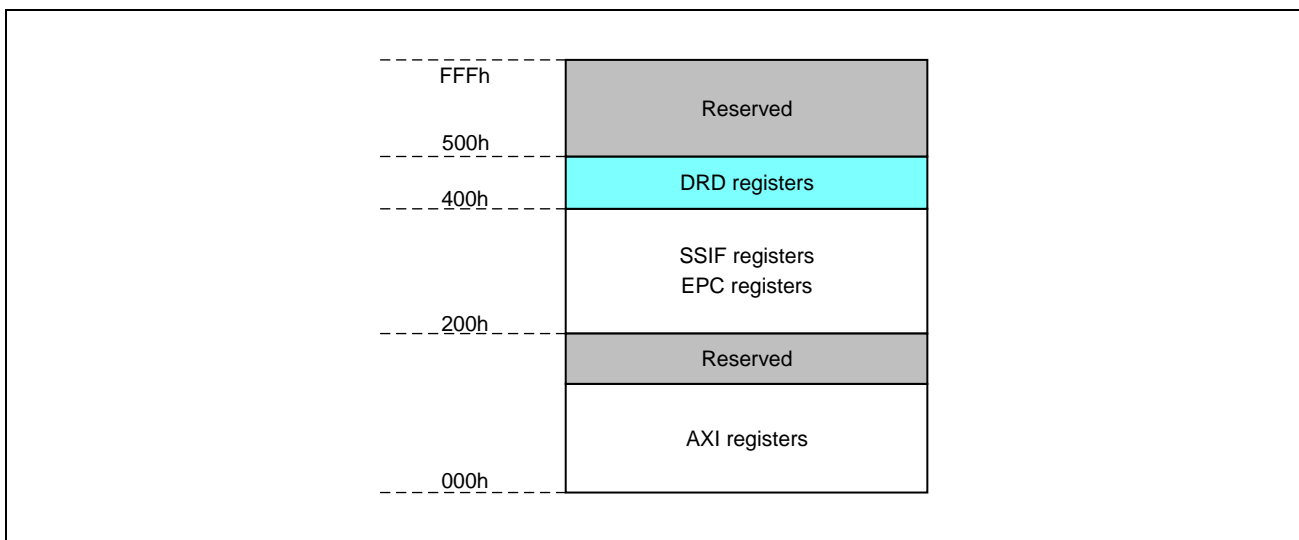 FFFh
Reserved
500h
DRD registers
400h
SSIF registers
EPC registers
200h
Reserved
AXI registers
000h